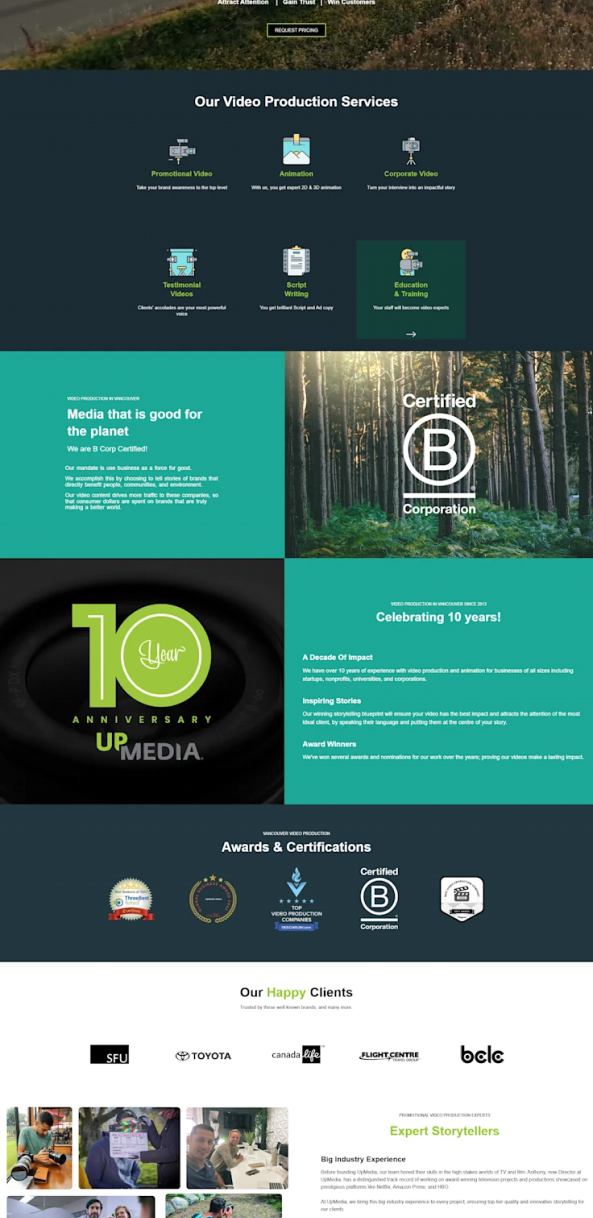 Attract Attention | Gain Trust | Win Customers
REQUEST PRICING
Our Video Production Services
Promotional Video
Take your brand awareness to the top level
Animation
With us, you get expert 2D & 3D animation
Corporate Video
Turn your interview into an impactful story
Testimonial
Videos
Clients' accolades are your most powerful
voice
Script
Writing
You get brilliant Script and Ad copy
Education
& Training
Your staff will become video experts
VIDEO PRODUCTION IN VANCOUVER
Media that is good for
the planet
We are B Corp Certified!
Our mandate is use business as a force for good.
We accomplish this by choosing to tell stories of brands that
directly benefit people, communities, and environment.
Our video content drives more traffic to these companies, so
that consumer dollars are spent on brands that are truly
making a better world.
Certified
B
Corporation
10
Year
ANNIVERSARY
UPMEDIA
VIDEO PRODUCTION IN VANCOUVER SINCE 2013
Celebrating 10 years!
A Decade Of Impact
We have over 10 years of experience with video production and animation for businesses of all sizes including
startups, nonprofits, universities, and corporations.
Inspiring Stories
Our winning storytelling blueprint will ensure your video has the best impact and attracts the attention of the most
ideal client, by speaking their language and putting them at the centre of your story.
Award Winners
We've won several awards and nominations for our work over the years; proving our videos make a lasting impact.
VANCOUVER VIDEO PRODUCTION
Awards & Certifications
ThreeBest
Rated
TOP
VIDEO PRODUCTION
COMPANIES
DESIGNRUSH.com
Certified
B
Corporation
Our Happy Clients
Trusted by these well known brands, and many more.
SFU
TOYOTA
canada life
FLIGHT CENTRE
TRAVEL GROUP
bclc
PROMOTIONAL VIDEO PRODUCTION EXPERTS
Expert Storytellers
Big Industry Experience
Before founding UpMedia, our team honed their skills in the high stakes worlds of TV and film. Anthony, now Director at
UpMedia, has a distinguished track record of working on award winning television projects and productions showcased on
prestigious platforms like Netflix, Amazon Prime, and HBO.
At UpMedia, we bring this big industry experience to every project, ensuring top-tier quality and innovative storytelling for
our clients.